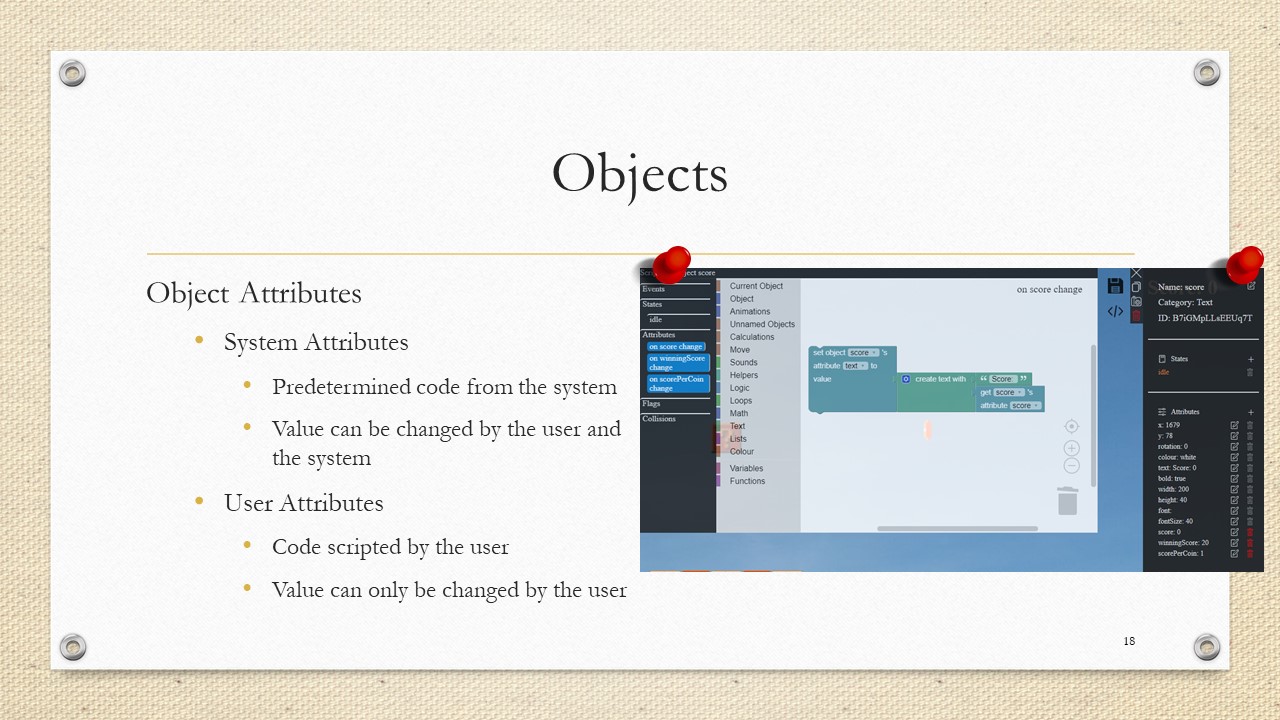 Objects
Object Attributes
• System Attributes
• Perdetermined code from the system
• Value can be changed by the user and
the system
• User Attributes
• Code scripted by the user
• Value can only be changed by the user
ject score
Events
States
idle
Attributes
on score change
on winningScore
change
on scorePerCoin
change
Flags
Collisions
Current Object
Object
Animations
Unnamed Objects
Calculations
Move
Sounds
Helpers
Logic
Loops
Math
Text
Lists
Colour
Variables
Functions
on score change
set object score 's
attribute text to
value
create text with
“ Score: ”
get score 's
attribute score
Name: score
Category: Text
States
idle
Attributes
x: 1679
y: 78
rotation: 0
colour: white
text: Score: 0
bold: true
width: 200
height: 40
font:
fontSize: 40
score: 0
winningScore: 20
scorePerCoin: 1
18